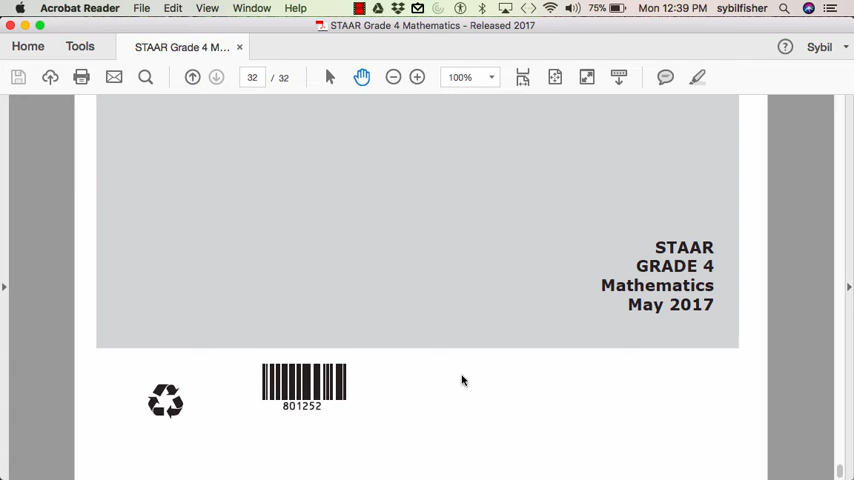 Acrobat Reader File Edit View Window Help 75% Mon 12:39 PM sybilfisher
STAAR Grade 4 Mathematics - Released 2017
Home Tools STAAR Grade 4 M... × ? Sybil
32 / 32 100%
STAAR
GRADE 4
Mathematics
May 2017
801252